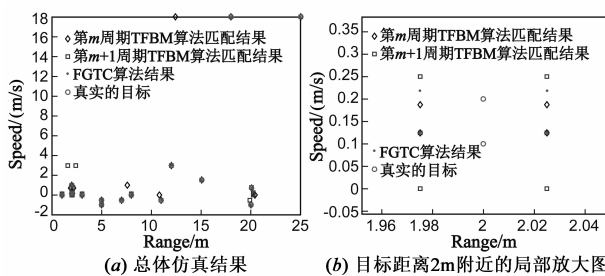 Speed/(m/s)
18
16
14
12
10
8
6
4
2
0
-2
第m周期TFBM算法匹配结果
第m+1周期TFBM算法匹配结果
FGTC算法结果
真实的目标
0 5 10 15 20 25
Range/m
(a) 总体仿真结果
Speed/(m/s)
0.35
0.3
0.25
0.2
0.15
0.1
0.05
0
-0.05
第m周期TFBM算法匹配结果
第m+1周期TFBM算法匹配结果
FGTC算法结果
真实的目标
1.96 1.98 2 2.02 2.04
Range/m
(b) 目标距离2m附近的局部放大图